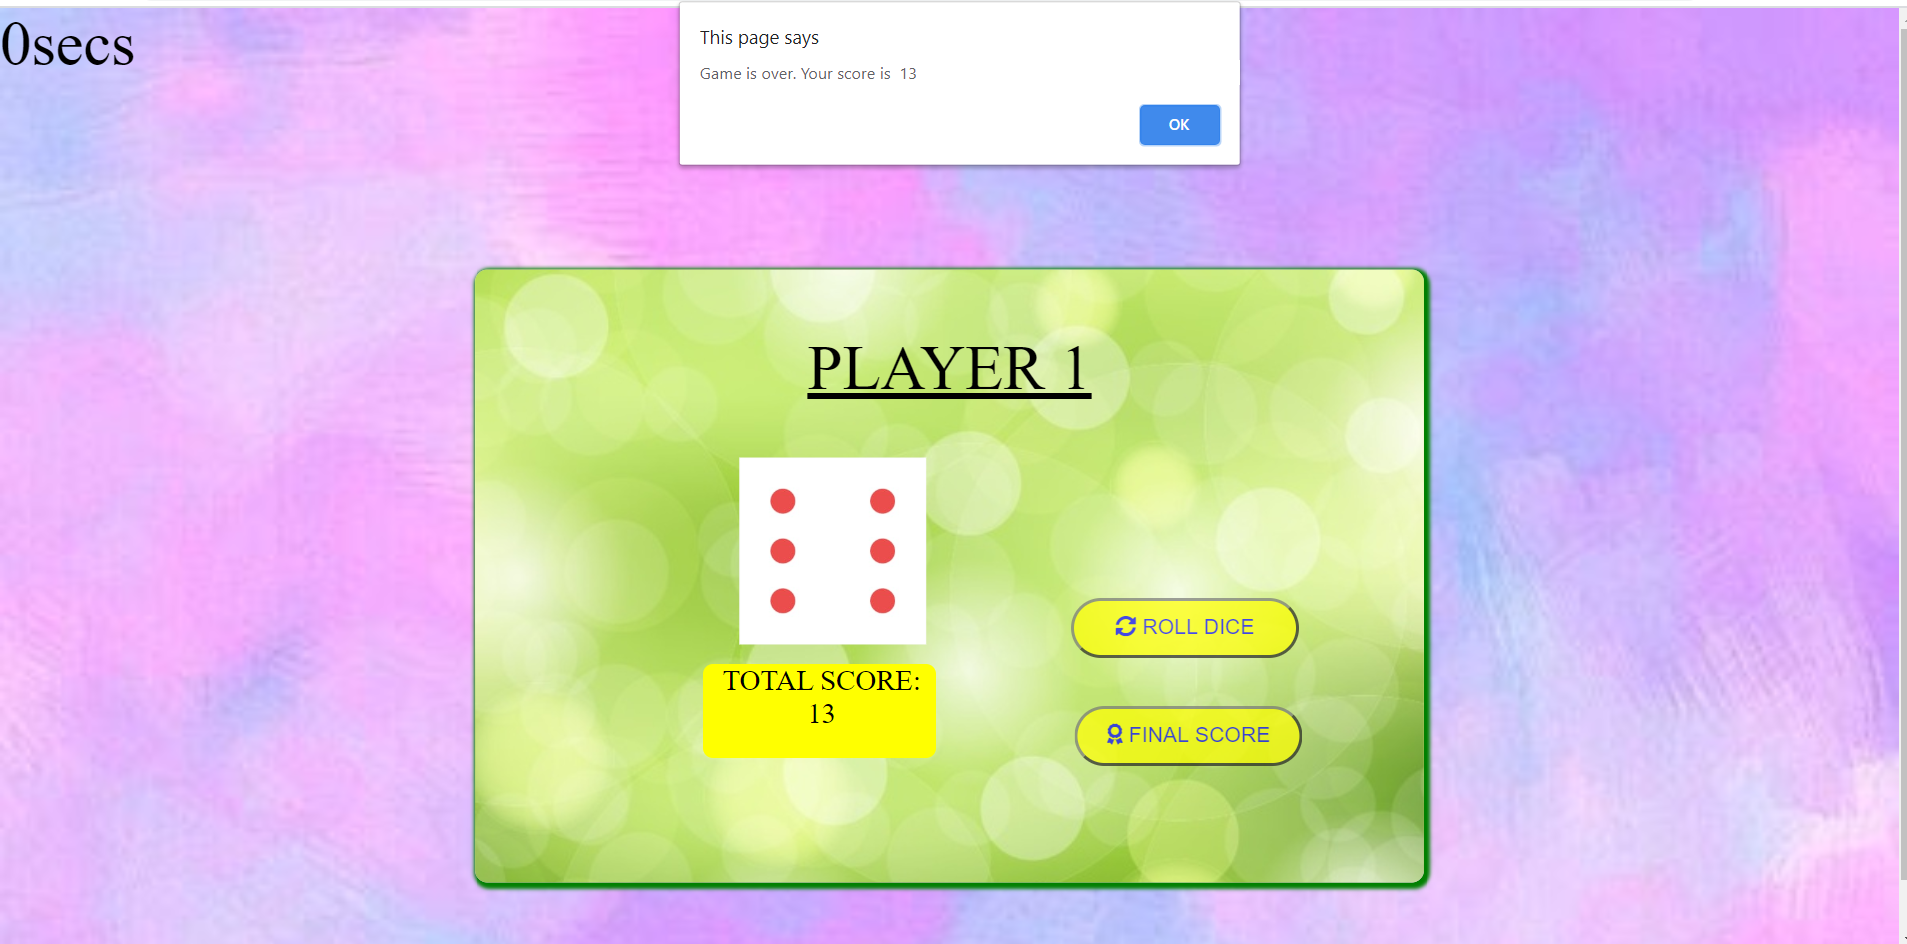 0secs
This page says
Game is over. Your score is  13
OK
PLAYER 1
TOTAL SCORE:
13
ROLL DICE
FINAL SCORE